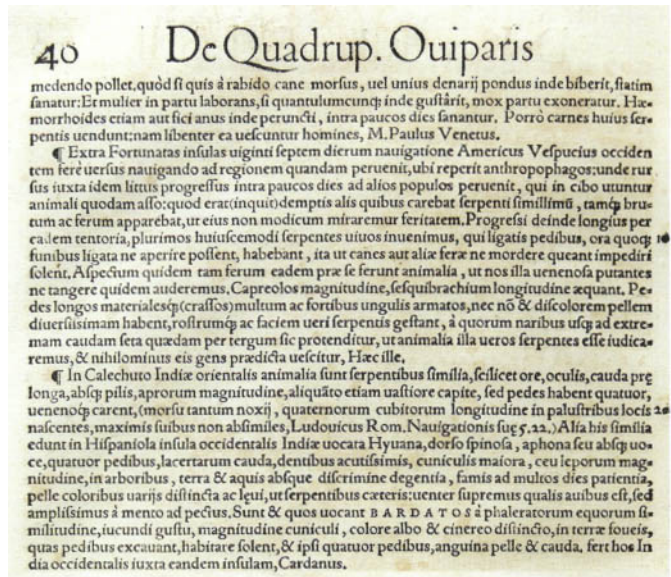 40 De Quadrup. Ouiparis
medendo pollet, quòd si quis à rabido cane morsus, uel unius denarij pondus inde biberit, statim
sanatur: Et mulier in partu laborans, si quantulumcunq; inde gustârit, mox partu exoneratur. Hæ-
morrhoides etiam aut fici anus inde peruncti, intra paucos dies sanantur. Porrò carnes huius ser-
pentis uendunt: nam libenter ea uescuntur homines, M. Paulus Venetus.
¶ Extra Fortunatas insulas uiginti septem dierum nauigatione Americus Vespucius occiden
tem ferè uersus nauigando ad regionem quandam peruenit, ubi reperit anthropophagos: unde rur
sus iuxta idem littus progressus intra paucos dies ad alios populos peruenit, qui in cibo utuntur
animali quodam asso: quod erat (inquit) demptis alis quibus carebat serpenti simillimũ, tamq́; bru-
tum ac ferum apparebat, ut eius non modicum miraremur feritatem. Progressi deinde longius per
eadem tentoria, plurimos huiuscemodi serpentes uiuos inuenimus, qui ligatis pedibus, ora quoq; 10
funibus ligata ne aperire possent, habebant, ita ut canes aut aliæ feræ ne mordere queant impediri
solent. Aspectum quidem tam ferum eadem præ se ferunt animalia, ut nos illa uenenosa putantes
ne tangere quidem auderemus. Capreolos magnitudine, sesquibrachium longitudine æquant. Pe-
des longos materialesq́; (crassos) multum ac fortibus ungulis armatos, nec nõ & discolorem pellem
diuersissimam habent, rostrumq́; ac faciem ueri serpentis gestant, à quorum naribus usq; ad extre-
mam caudam seta quædam per tergum sic protenditur, ut animalia illa ueros serpentes esse iudica-
remus, & nihilominus eis gens prædicta uescitur, Hæc ille.
¶ In Calechuto Indiæ orientalis animalia sunt serpentibus similia, scilicet ore, oculis, cauda prę
longa, absq; pilis, aprorum magnitudine, aliquãto etiam uastiore capite, sed pedes habent quatuor,
uenenoq́; carent, (morsu tantum noxij, quaternorum cubitorum longitudine in palustribus locis 20
nascentes, maximis suibus non absimiles, Ludouicus Rom. Nauigationis suę 5.22.) Alia his similia
edunt in Hispaniola insula occidentalis Indiæ uocata Hyuana, dorso spinosa, aphona seu absq; uo-
ce, quatuor pedibus, lacertarum cauda, dentibus acutissimis, cuniculis maiora, ceu leporum mag-
nitudine, in arboribus, terra & aquis absque discrimine degentia, famis ad multos dies patientia,
pelle coloribus uarijs distincta ac leui, ut serpentibus cæteris: uenter supremus qualis auibus est, sed
amplissimus à mento ad pectus. Sunt & quos uocant BARDATOS à phaleratorum equorum si-
militudine, iucundi gustu, magnitudine cuniculi, colore albo & cinereo distincto, in terræ foueis,
quas pedibus excauant, habitare solent, & ipsi quatuor pedibus, anguina pelle & cauda. fert hos In
dia occidentalis iuxta eandem insulam, Cardanus.